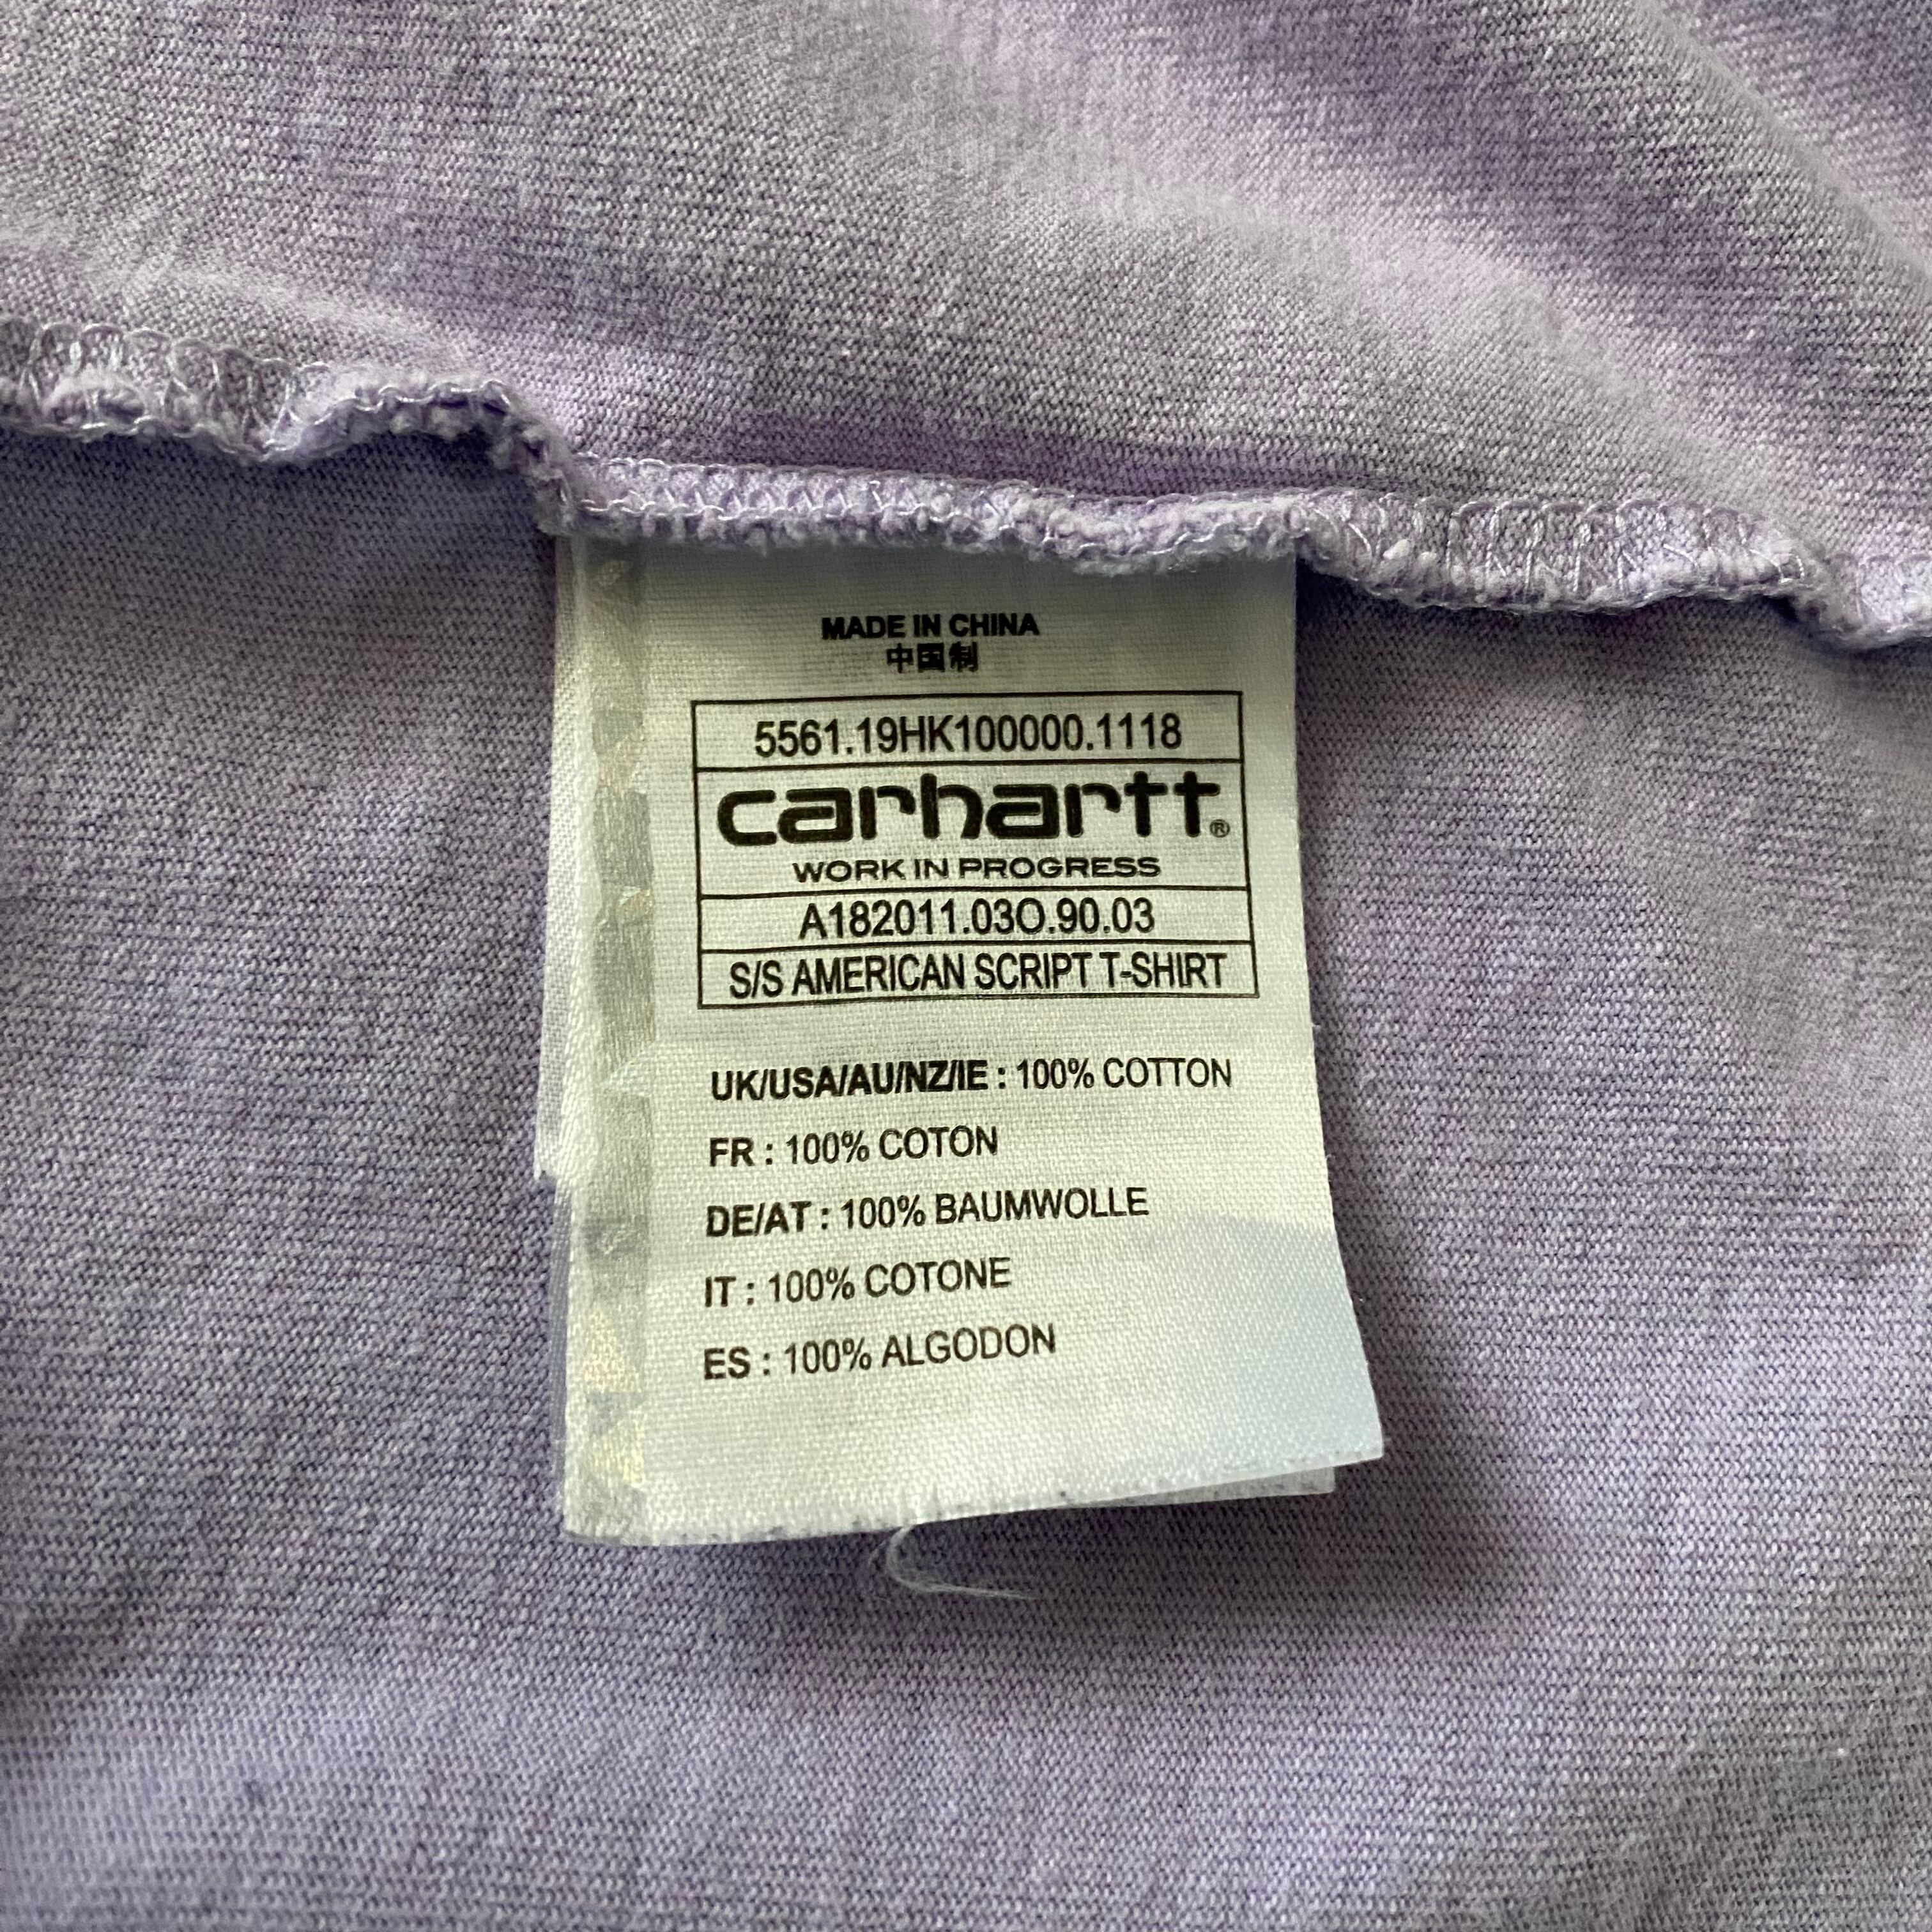 MADE IN CHINA
中国制
5561.19HK100000.1118
carhartt®
WORK IN PROGRESS
A182011.03O.90.03
S/S AMERICAN SCRIPT T-SHIRT
UK/USA/AU/NZ/IE : 100% COTTON
FR : 100% COTON
DE/AT : 100% BAUMWOLLE
IT : 100% COTONE
ES : 100% ALGODON